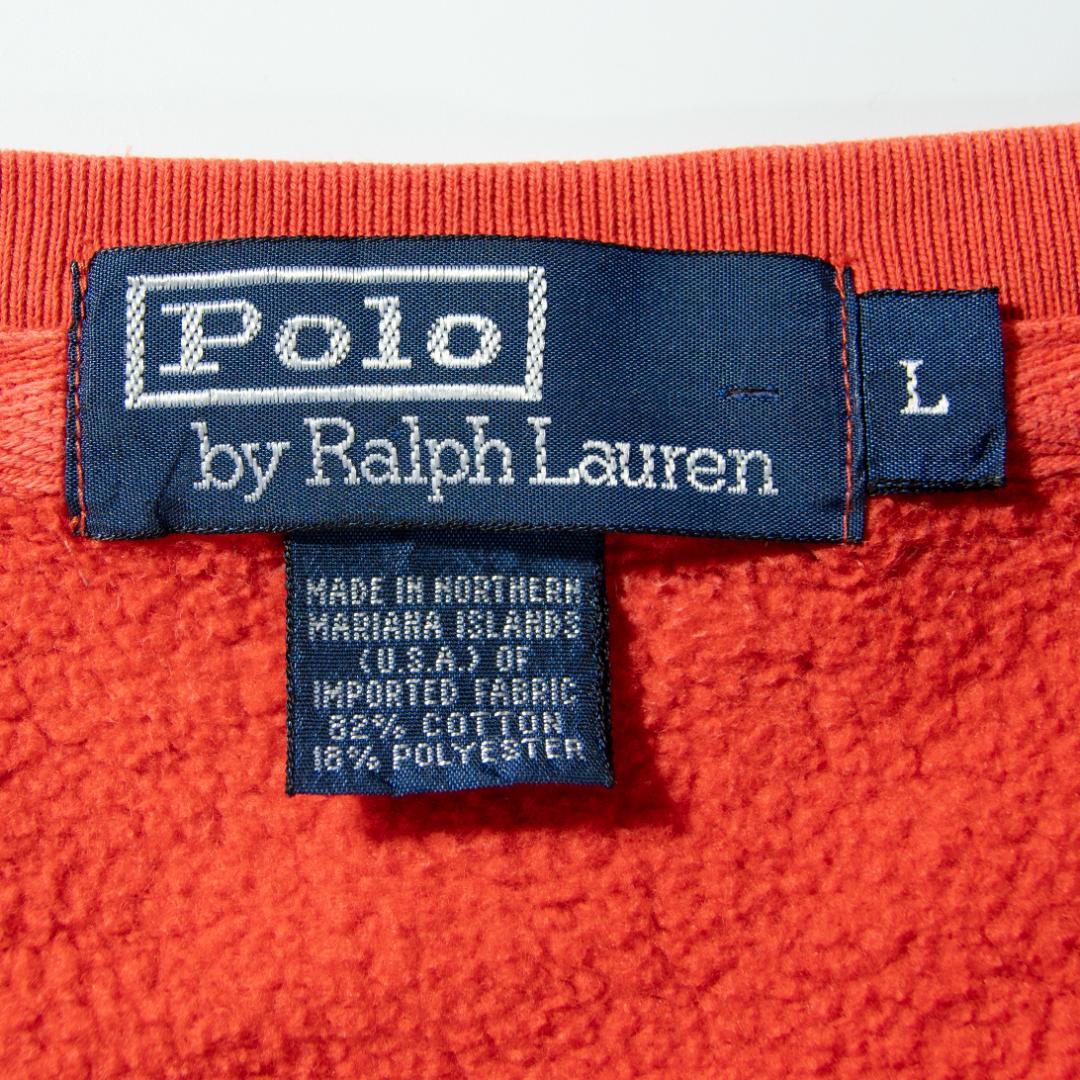 Polo
by Ralph Lauren
L
MADE IN NORTHERN
MARIANA ISLANDS
(U.S.A.) OF
IMPORTED FABRIC
82% COTTON
18% POLYESTER